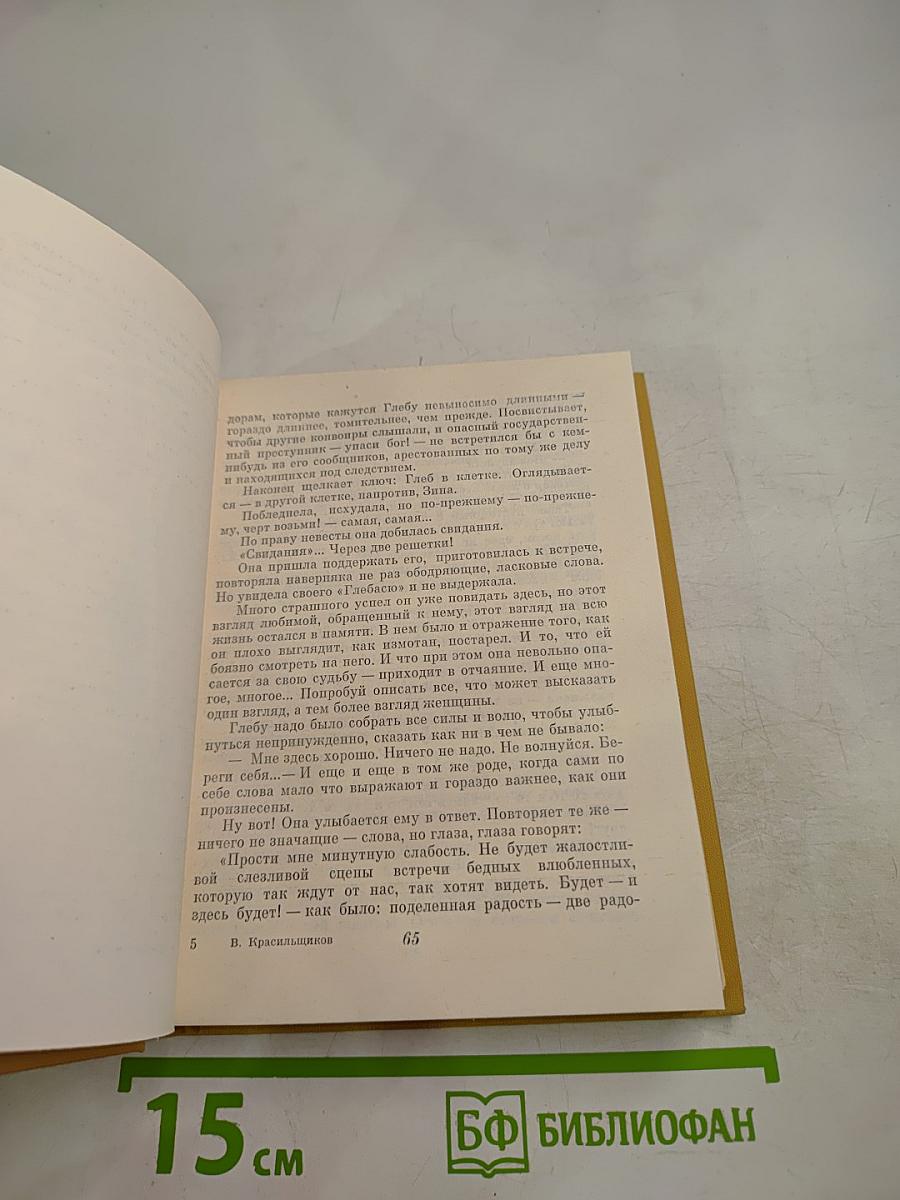 дорам, которые кажутся Глебу невыносимо длинными —
гораздо длиннее, томительнее, чем прежде. Посвистывает,
чтобы другие конвоиры слышали, и опасный государствен-
ный преступник — упаси бог! — не встретился бы с кем-
нибудь из его сообщников, арестованных по тому же делу
и находящихся под следствием.
Наконец щелкает ключ: Глеб в клетке. Оглядывает-
ся — в другой клетке, напротив, Зина.
Побледнела, исхудала, но по-прежнему — по-прежне-
му, черт возьми! — самая, самая...
По праву невесты она добилась свидания.
«Свидания»... Через две решетки!
Она пришла поддержать его, приготовилась к встрече,
повторяла наверняка не раз ободряющие, ласковые слова.
Но увидела своего «Глебасю» и не выдержала.
Много страшного успел он уже повидать здесь, но этот
взгляд любимой, обращенный к нему, этот взгляд на всю
жизнь остался в памяти. В нем было и отражение того, как
он плохо выглядит, как измотан, постарел. И то, что ей
боязно смотреть на него. И что при этом она невольно опа-
сается за свою судьбу — приходит в отчаяние. И еще мно-
гое, многое... Попробуй описать все, что может высказать
один взгляд, а тем более взгляд женщины.
Глебу надо было собрать все силы и волю, чтобы улыб-
нуться непринужденно, сказать как ни в чем не бывало:
— Мне здесь хорошо. Ничего не надо. Не волнуйся. Бе-
реги себя...— И еще и еще в том же роде, когда сами по
себе слова мало что выражают и гораздо важнее, как они
произнесены.
Ну вот! Она улыбается ему в ответ. Повторяет те же —
ничего не значащие — слова, но глаза, глаза говорят:
«Прости мне минутную слабость. Не будет жалостли-
вой слезливой сцены встречи бедных влюбленных,
которую так ждут от нас, так хотят видеть. Будет — и
здесь будет! — как было: поделенная радость — две радо-
5 В. Красильщиков 65
15 см
БФ БИБЛИОФАН